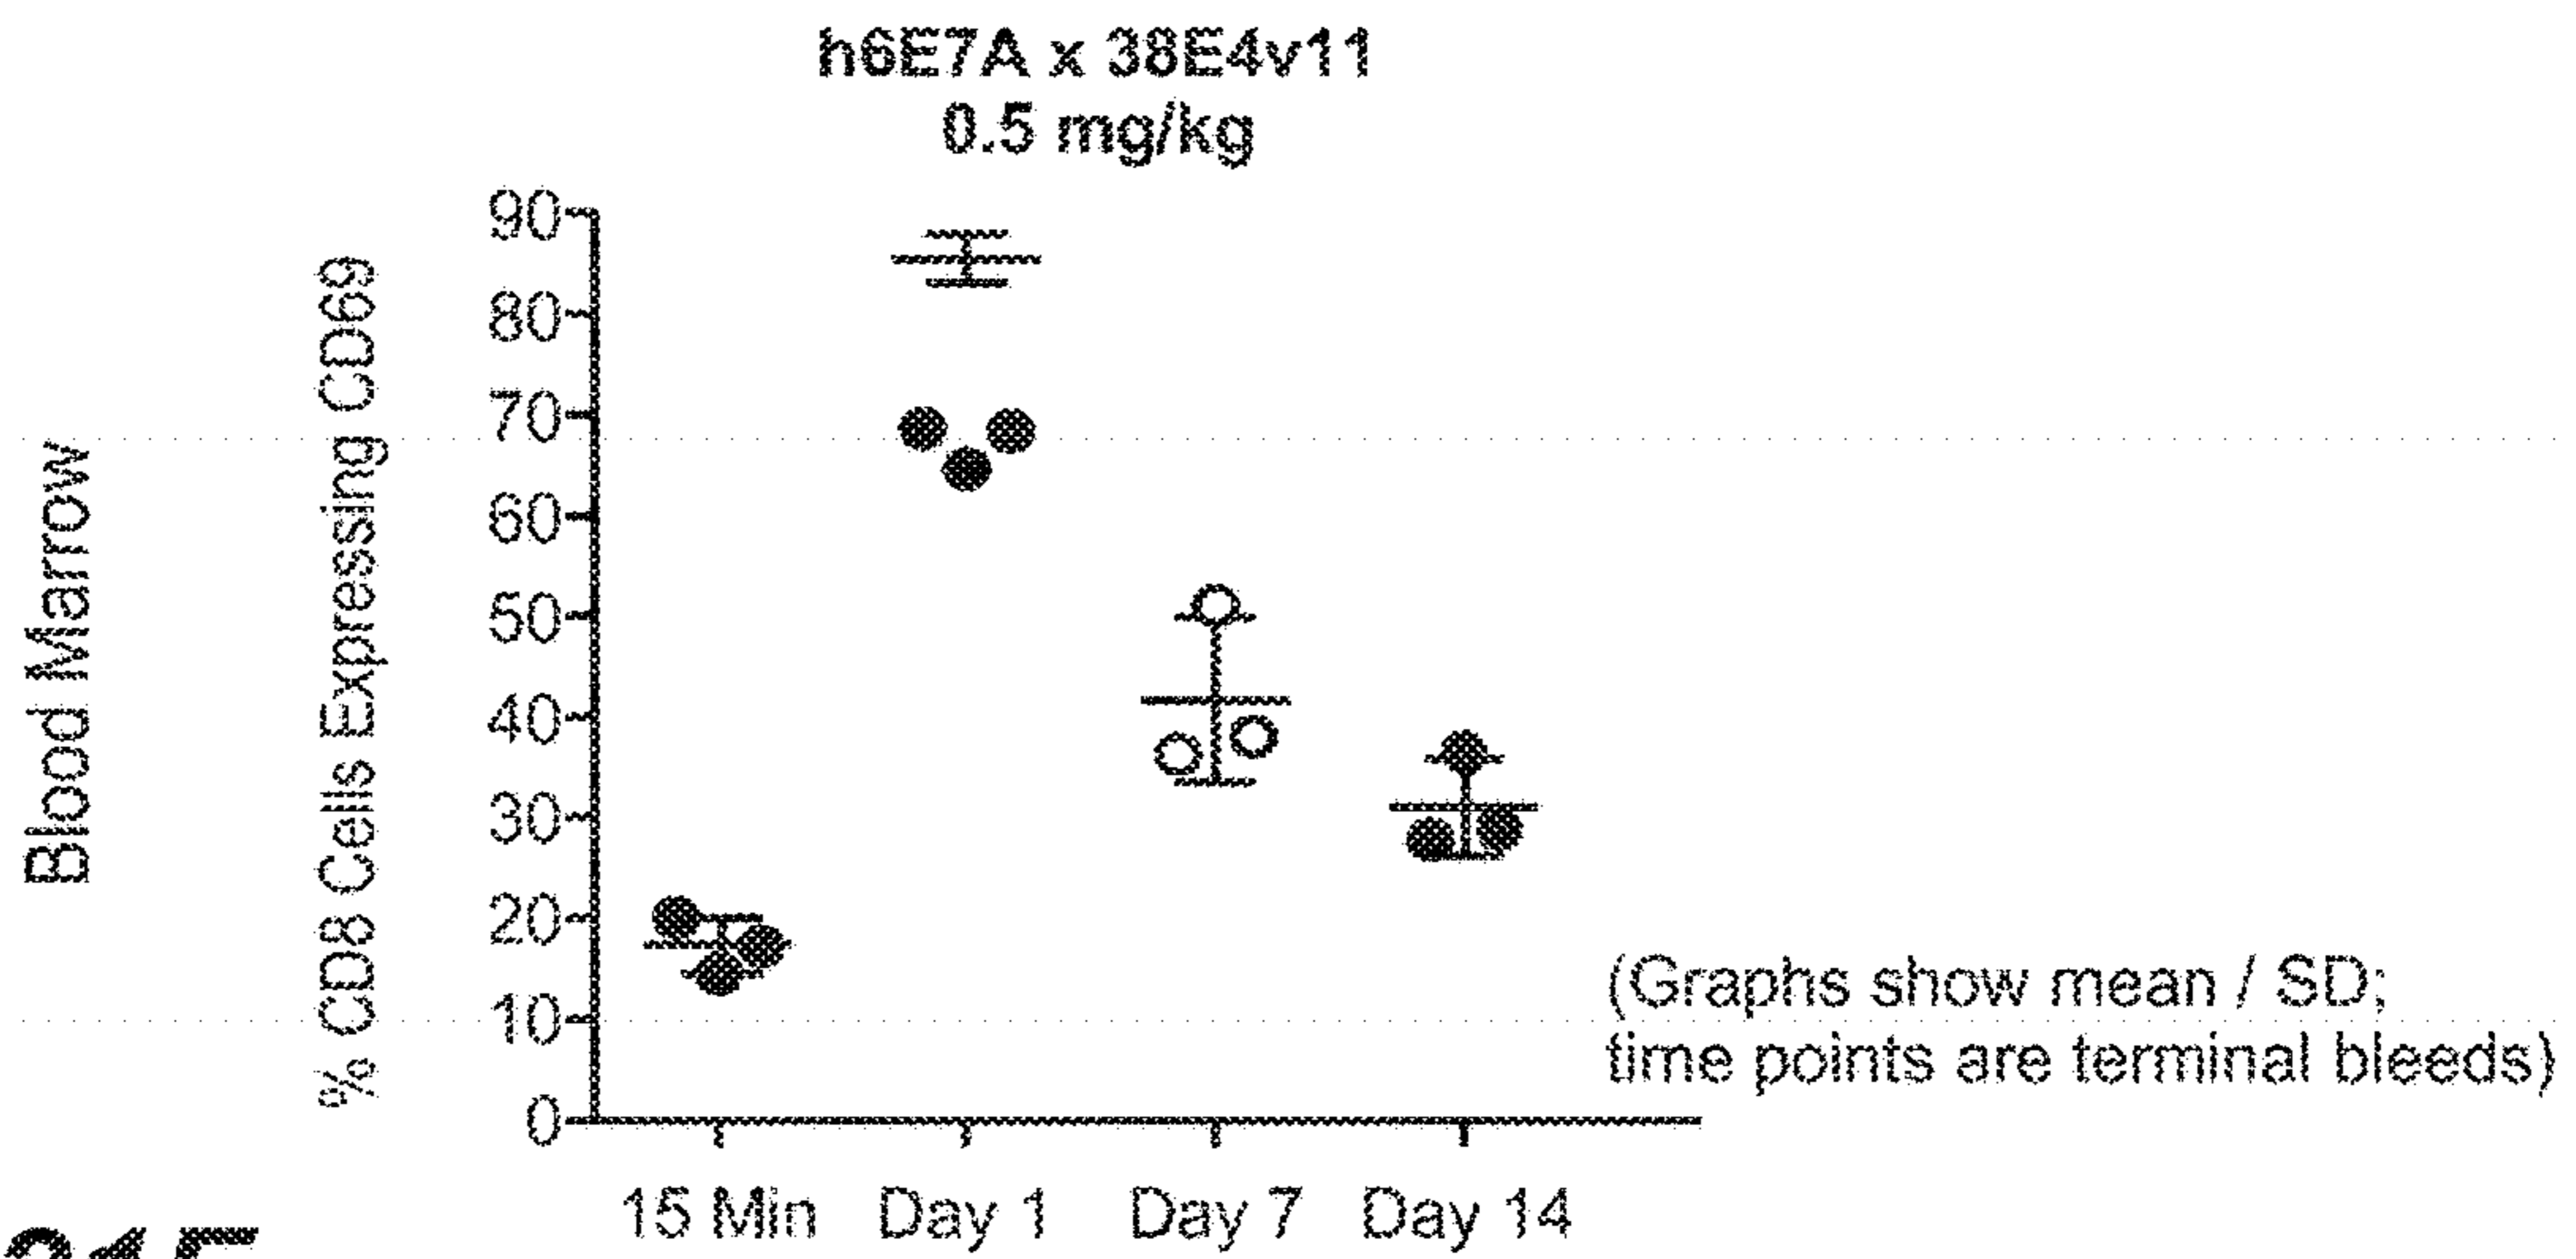 h6E7A x 38E4v11
0.5 mg/kg
Blood Marrow
% CD8 Cells Expressing CD69
90
80
70
60
50
40
30
20
10
0
15 Min Day 1 Day 7 Day 14
(Graphs show mean / SD;
time points are terminal bleeds)